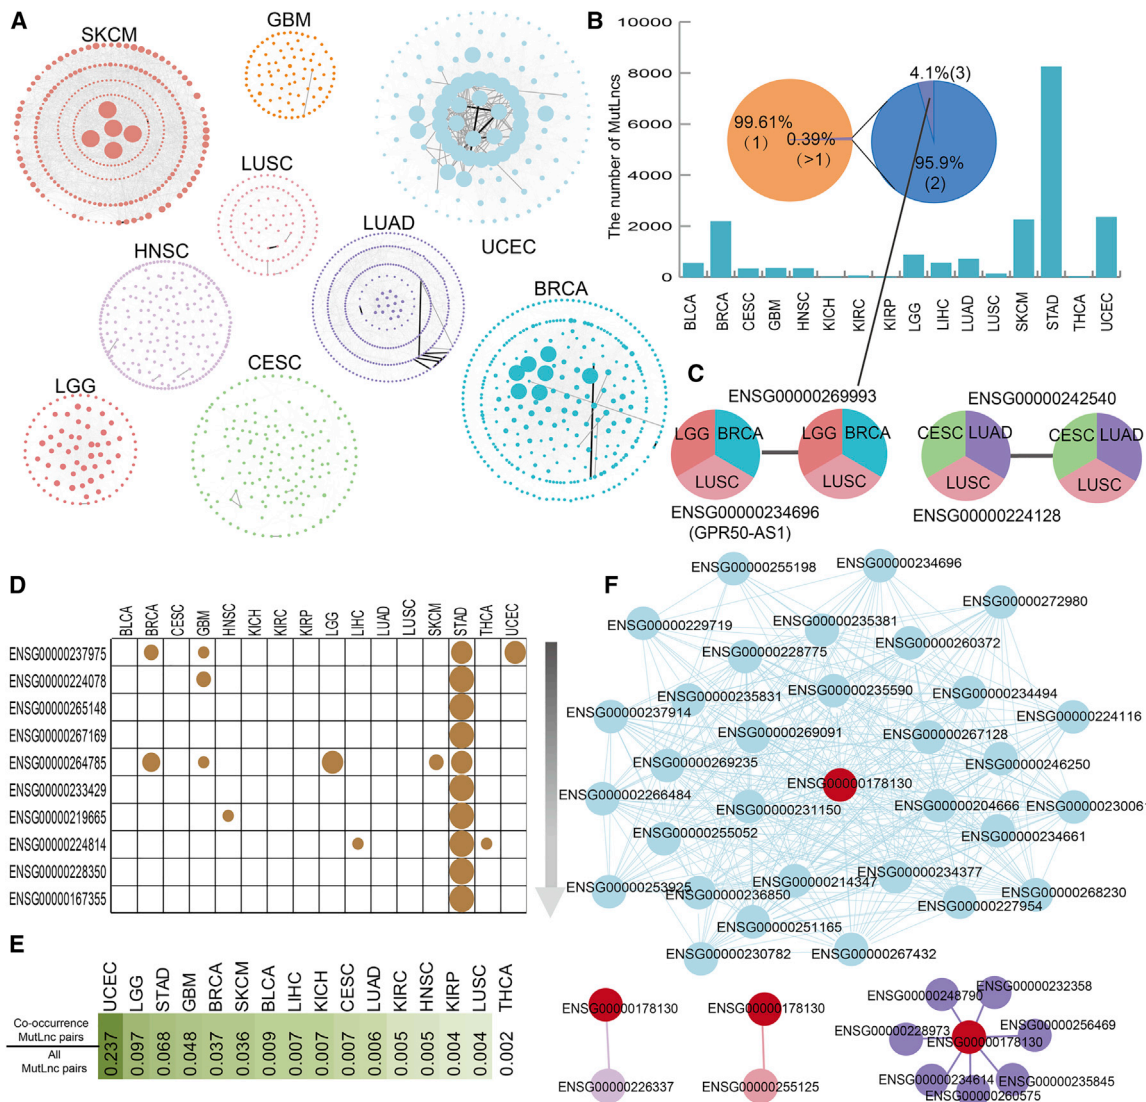 A
SKCM
GBM
LUSC
HNSC
LUAD
UCEC
BRCA
LGG
CESC
B
The number of MutLncs
10000
8000
6000
4000
2000
0
99.61%
(1)
0.39%
(>1)
4.1%(3)
95.9%
(2)
BLCA
BRCA
CESC
GBM
HNSC
KICH
KIRC
KIRP
LGG
LIHC
LUAD
LUSC
SKCM
STAD
THCA
UCEC
C
ENSG00000269993
ENSG00000242540
LGG BRCA
LUSC
LGG BRCA
LUSC
CESC LUAD
LUSC
CESC LUAD
LUSC
ENSG00000234696
(GPR50-AS1)
ENSG00000224128
D
BLCA
BRCA
CESC
GBM
HNSC
KICH
KIRC
KIRP
LGG
LIHC
LUAD
LUSC
SKCM
STAD
THCA
UCEC
ENSG00000237975
ENSG00000224078
ENSG00000265148
ENSG00000267169
ENSG00000264785
ENSG00000233429
ENSG00000219665
ENSG00000224814
ENSG00000228350
ENSG00000167355
E
UCEC
LGG
STAD
GBM
BRCA
SKCM
BLCA
LIHC
KICH
CESC
LUAD
KIRC
HNSC
KIRP
LUSC
THCA
Co-occurrence
MutLnc pairs
All
MutLnc pairs
0.237
0.097
0.068
0.048
0.037
0.036
0.009
0.007
0.007
0.007
0.006
0.005
0.005
0.004
0.004
0.002
F
ENSG00000255198
ENSG00000234696
ENSG00000272980
ENSG00000229719
ENSG00000235381
ENSG00000260372
ENSG00000228775
ENSG00000235831
ENSG00000235590
ENSG00000234494
ENSG00000237914
ENSG00000224116
ENSG00000269091
ENSG00000267128
ENSG00000269235
ENSG00000246250
ENSG00000178130
ENSG000002266484
ENSG00000231150
ENSG00000204666
ENSG0000023006
ENSG00000255052
ENSG00000234661
ENSG00000253925
ENSG00000236850
ENSG00000214347
ENSG00000234377
ENSG00000268230
ENSG00000227954
ENSG00000251165
ENSG00000230782
ENSG00000267432
ENSG00000178130
ENSG00000226337
ENSG00000178130
ENSG00000255125
ENSG00000248790
ENSG00000232358
ENSG00000228973
ENSG00000256469
ENSG00000178130
ENSG00000234614
ENSG00000235845
ENSG00000260575